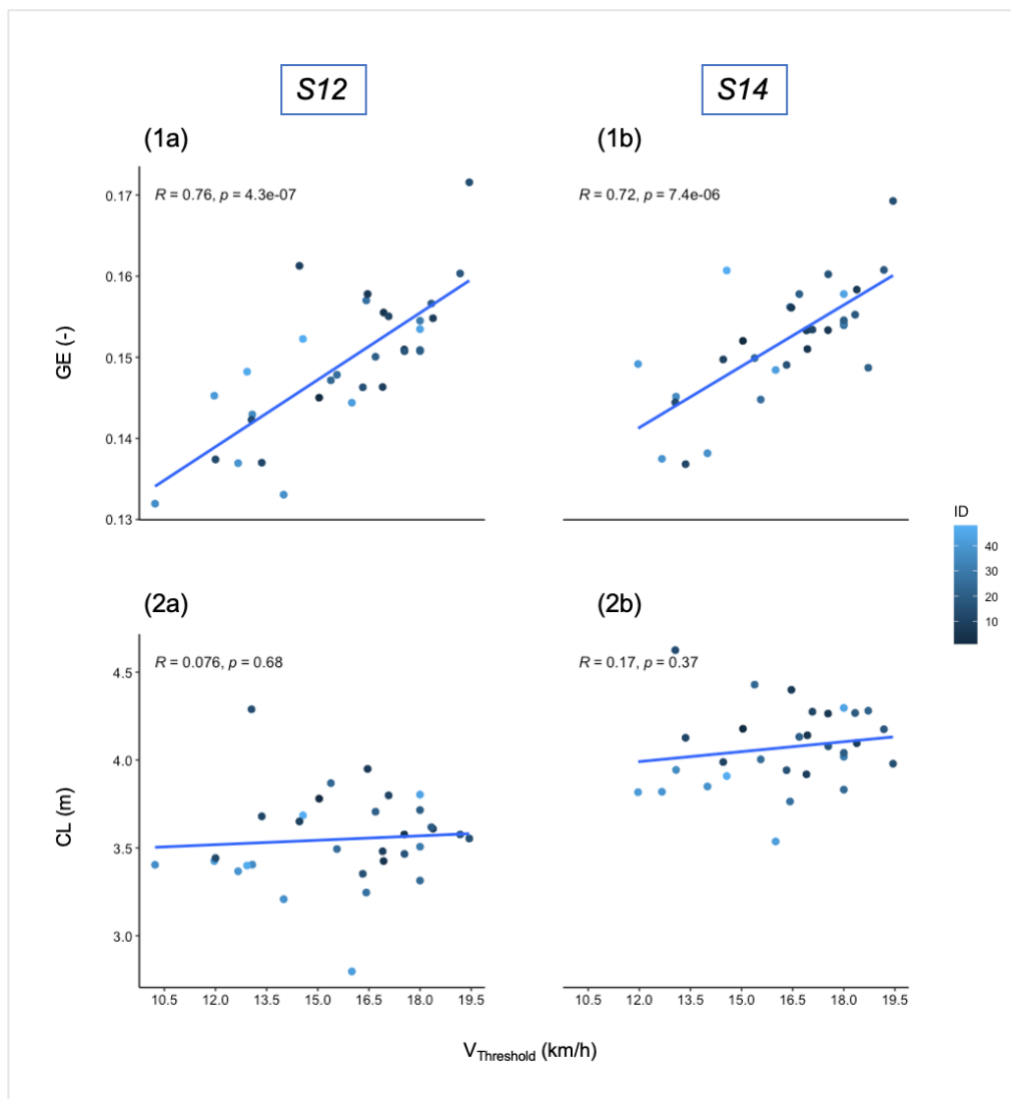 S12
S14
(1a)
(1b)
R = 0.76, p = 4.3e-07
R = 0.72, p = 7.4e-06
GE (-)
0.17
0.16
0.15
0.14
0.13
ID
40
30
20
10
(2a)
(2b)
R = 0.076, p = 0.68
R = 0.17, p = 0.37
CL (m)
4.5
4.0
3.5
3.0
10.5 12.0 13.5 15.0 16.5 18.0 19.5
10.5 12.0 13.5 15.0 16.5 18.0 19.5
VThreshold (km/h)